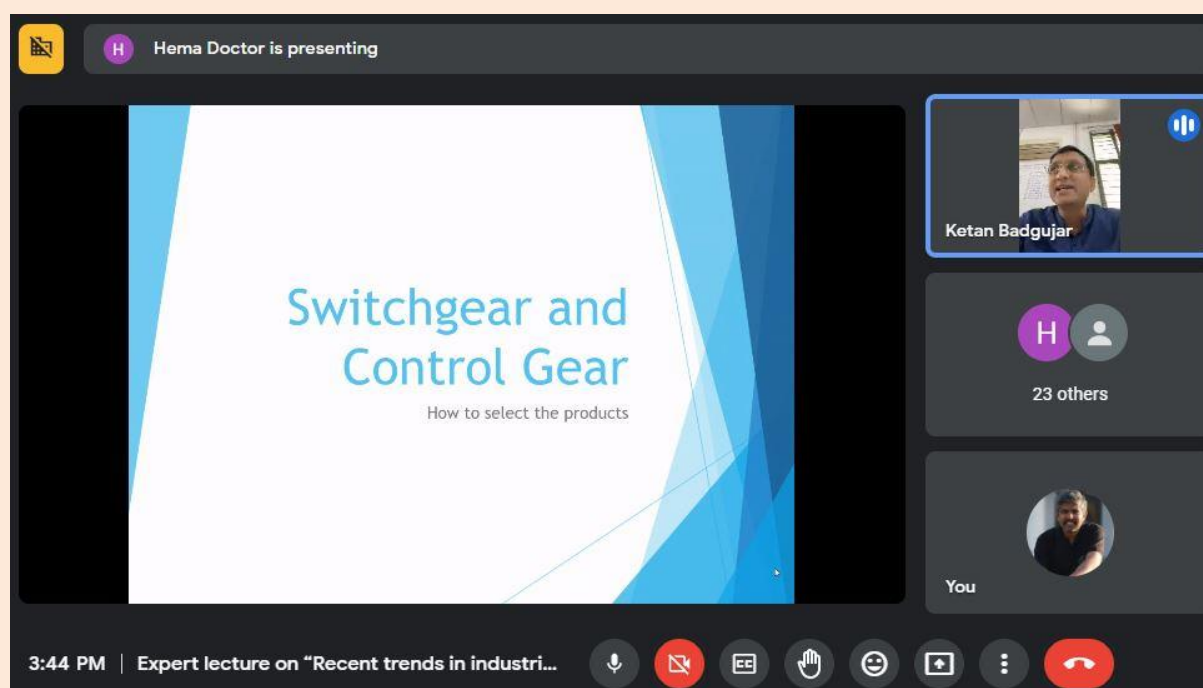 H Hema Doctor is presenting
Switchgear and
Control Gear
How to select the products
Ketan Badgujar
H
23 others
You
3:44 PM | Expert lecture on “Recent trends in industri...
CC